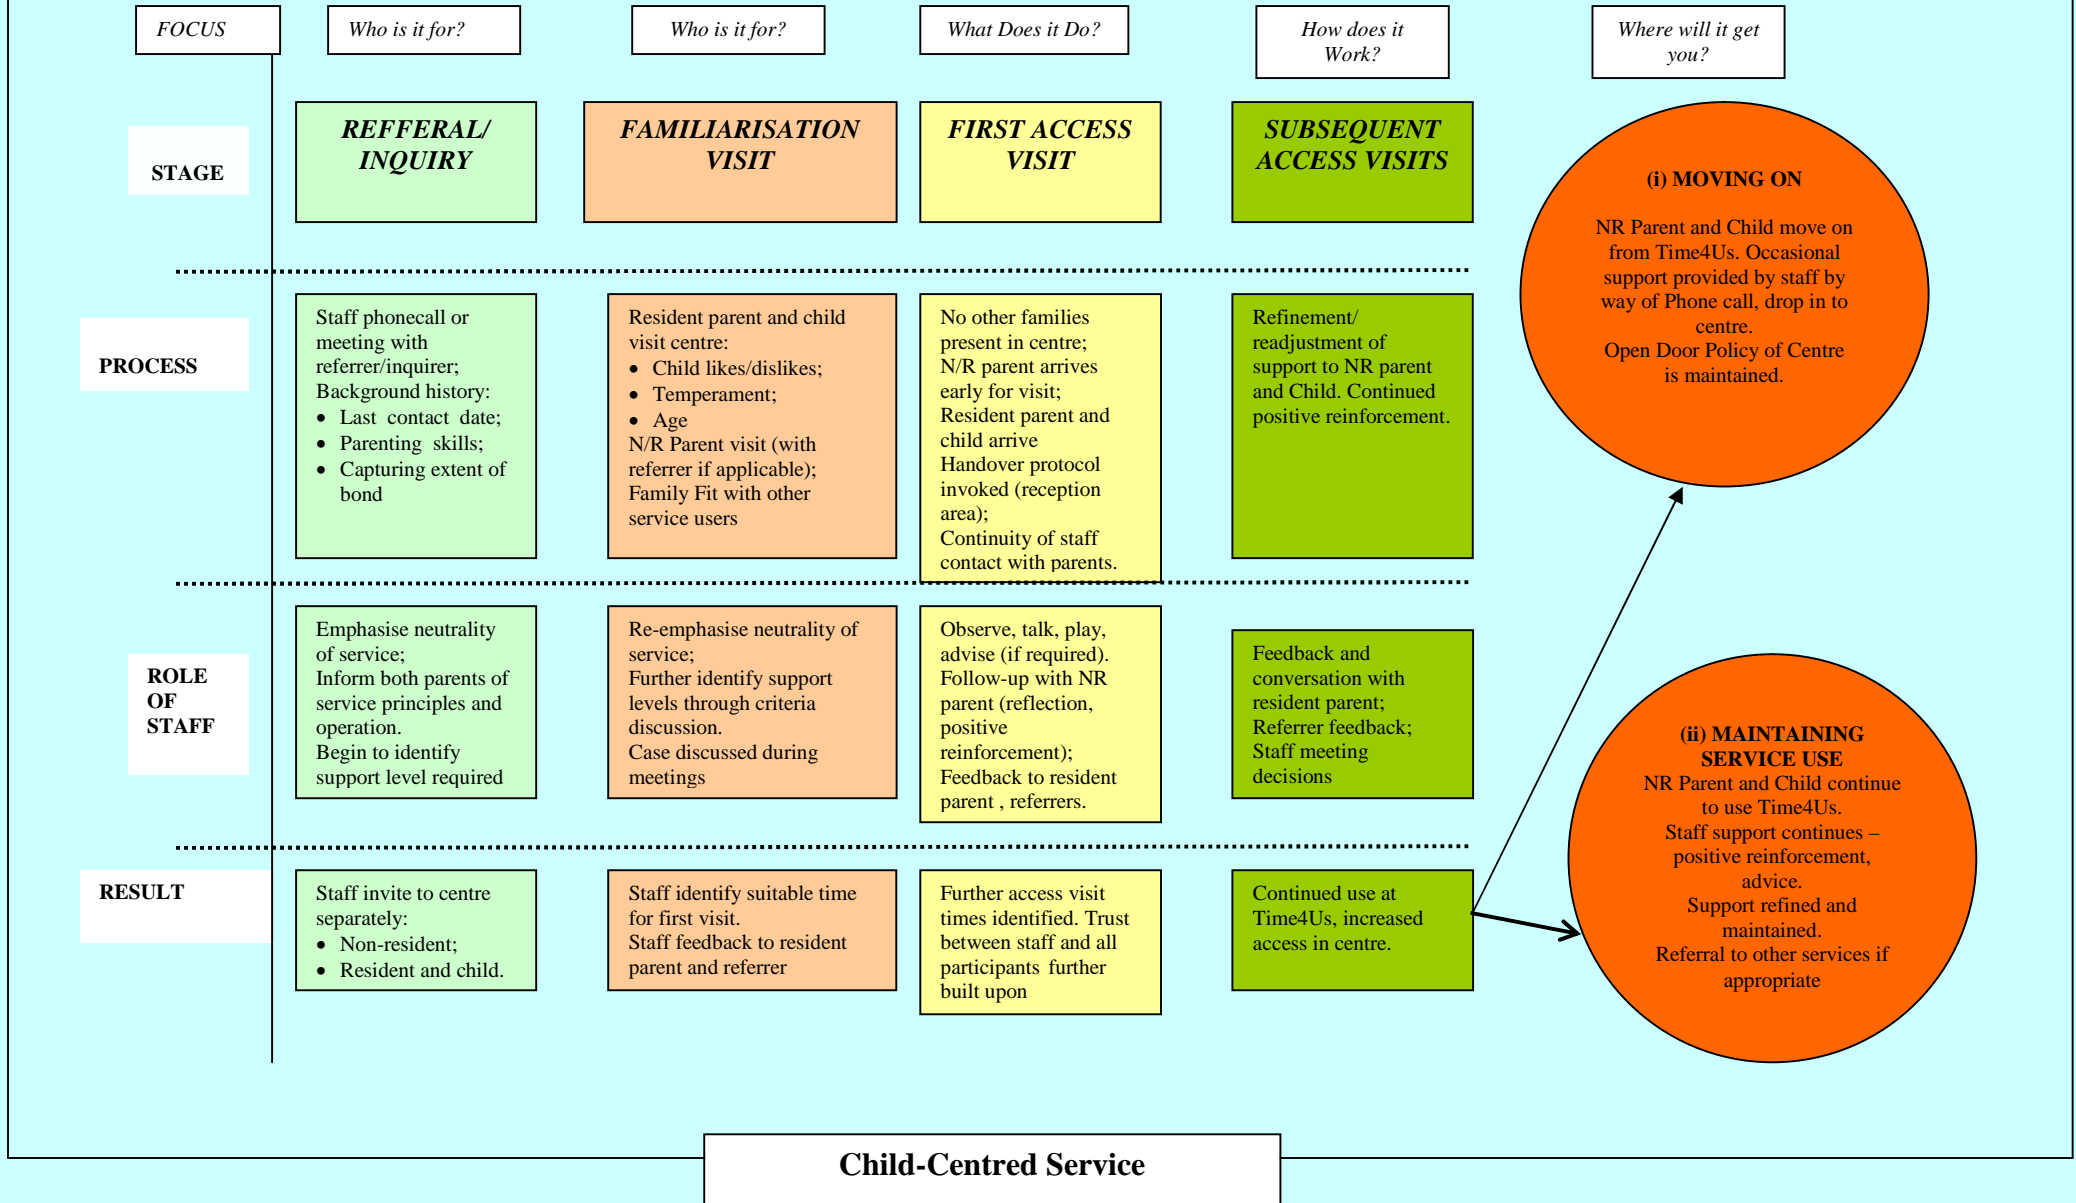 FOCUS
Who is it for?
Who is it for?
What Does it Do?
How does it
Work?
Where will it get
you?
STAGE
REFFERAL/
INQUIRY
FAMILIARISATION
VISIT
FIRST ACCESS
VISIT
SUBSEQUENT
ACCESS VISITS
(i) MOVING ON
NR Parent and Child move on
from Time4Us. Occasional
support provided by staff by
way of Phone call, drop in to
centre.
Open Door Policy of Centre
is maintained.
PROCESS
Staff phonecall or
meeting with
referrer/inquirer;
Background history:
• Last contact date;
• Parenting skills;
• Capturing extent of
bond
Resident parent and child
visit centre:
• Child likes/dislikes;
• Temperament;
• Age
N/R Parent visit (with
referrer if applicable);
Family Fit with other
service users
No other families
present in centre;
N/R parent arrives
early for visit;
Resident parent and
child arrive
Handover protocol
invoked (reception
area);
Continuity of staff
contact with parents.
Refinement/
readjustment of
support to NR parent
and Child. Continued
positive reinforcement.
ROLE
OF
STAFF
Emphasise neutrality
of service;
Inform both parents of
service principles and
operation.
Begin to identify
support level required
Re-emphasise neutrality of
service;
Further identify support
levels through criteria
discussion.
Case discussed during
meetings
Observe, talk, play,
advise (if required).
Follow-up with NR
parent (reflection,
positive
reinforcement);
Feedback to resident
parent , referrers.
Feedback and
conversation with
resident parent;
Referrer feedback;
Staff meeting
decisions
(ii) MAINTAINING
SERVICE USE
NR Parent and Child continue
to use Time4Us.
Staff support continues –
positive reinforcement,
advice.
Support refined and
maintained.
Referral to other services if
appropriate
RESULT
Staff invite to centre
separately:
• Non-resident;
• Resident and child.
Staff identify suitable time
for first visit.
Staff feedback to resident
parent and referrer
Further access visit
times identified. Trust
between staff and all
participants further
built upon
Continued use at
Time4Us, increased
access in centre.
Child-Centred Service